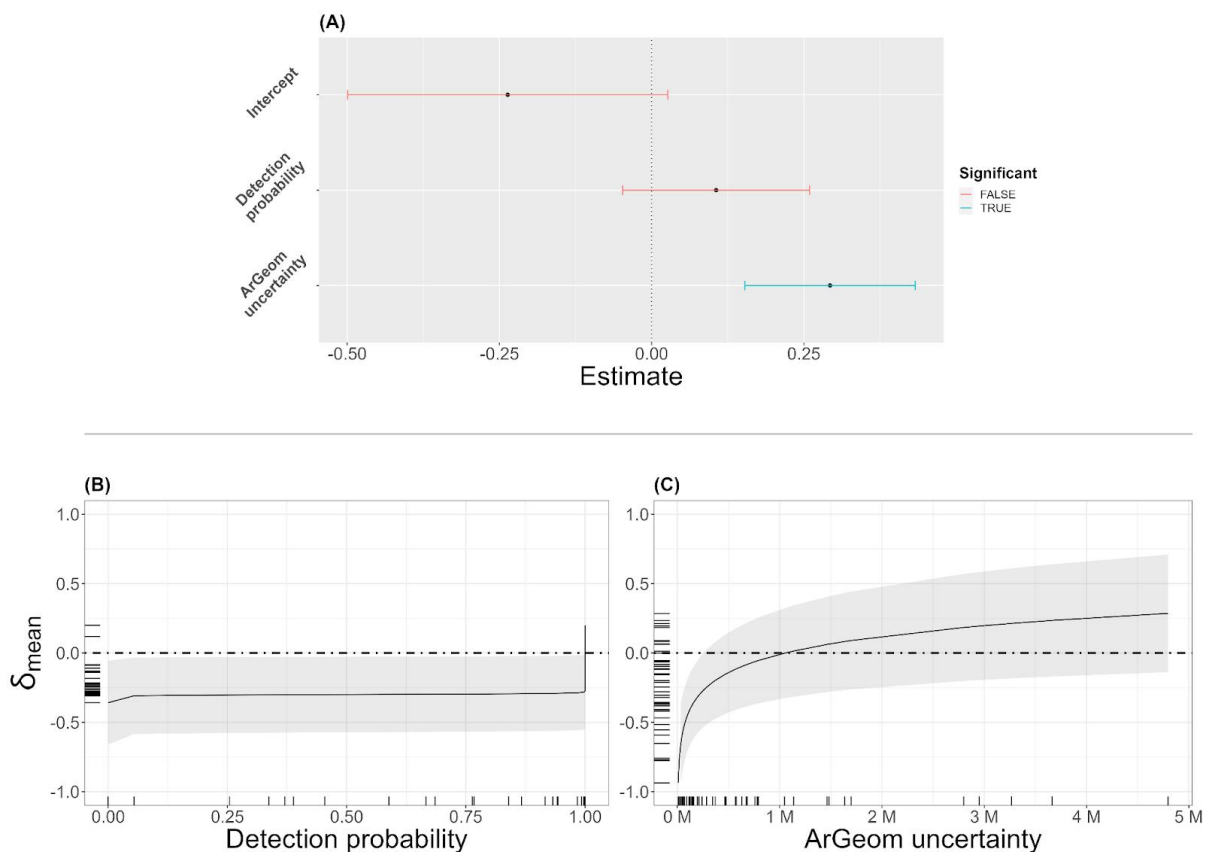 (A)
Intercept
Detection
probability
ArGeom
uncertainty
-0.50 -0.25 0.00 0.25
Estimate
Significant
FALSE
TRUE
(B)
1.0
0.5
0.0
-0.5
-1.0
δmean
0.00 0.25 0.50 0.75 1.00
Detection probability
(C)
1.0
0.5
0.0
-0.5
-1.0
0 M 1 M 2 M 3 M 4 M 5 M
ArGeom uncertainty